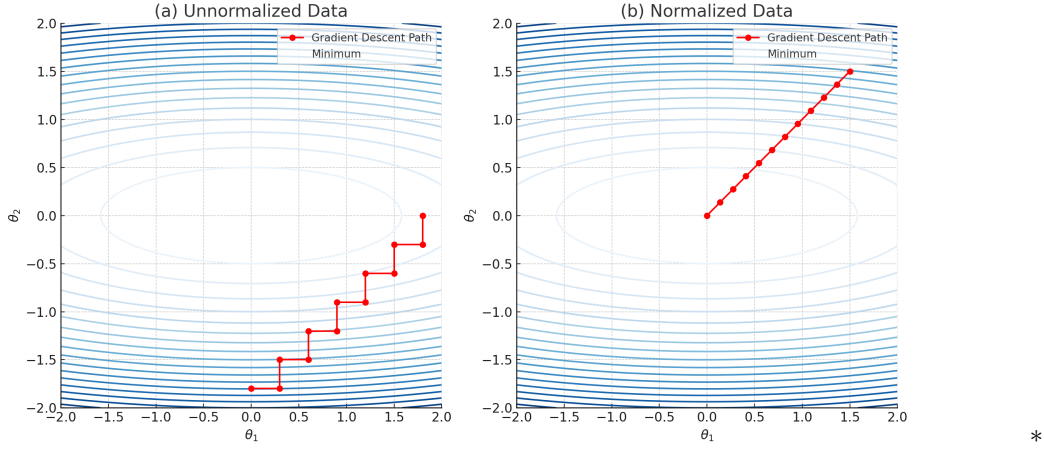 (a) Unnormalized Data
Gradient Descent Path
Minimum
2.0
1.5
1.0
0.5
0.0
−0.5
−1.0
−1.5
−2.0
θ2
−2.0 −1.5 −1.0 −0.5 0.0 0.5 1.0 1.5 2.0
θ1
(b) Normalized Data
Gradient Descent Path
Minimum
2.0
1.5
1.0
0.5
0.0
−0.5
−1.0
−1.5
−2.0
θ2
−2.0 −1.5 −1.0 −0.5 0.0 0.5 1.0 1.5 2.0
θ1
*